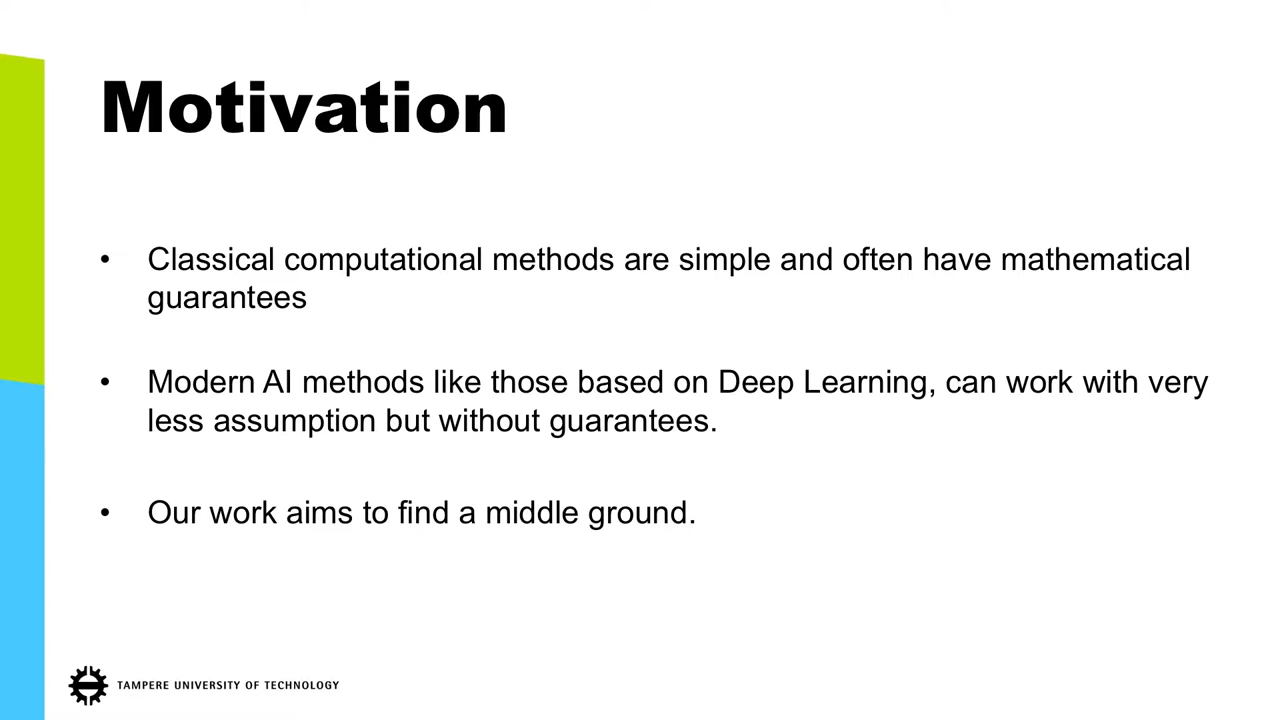 Motivation
• Classical computational methods are simple and often have mathematical
guarantees
• Modern AI methods like those based on Deep Learning, can work with very
less assumption but without guarantees.
• Our work aims to find a middle ground.
TAMPERE UNIVERSITY OF TECHNOLOGY